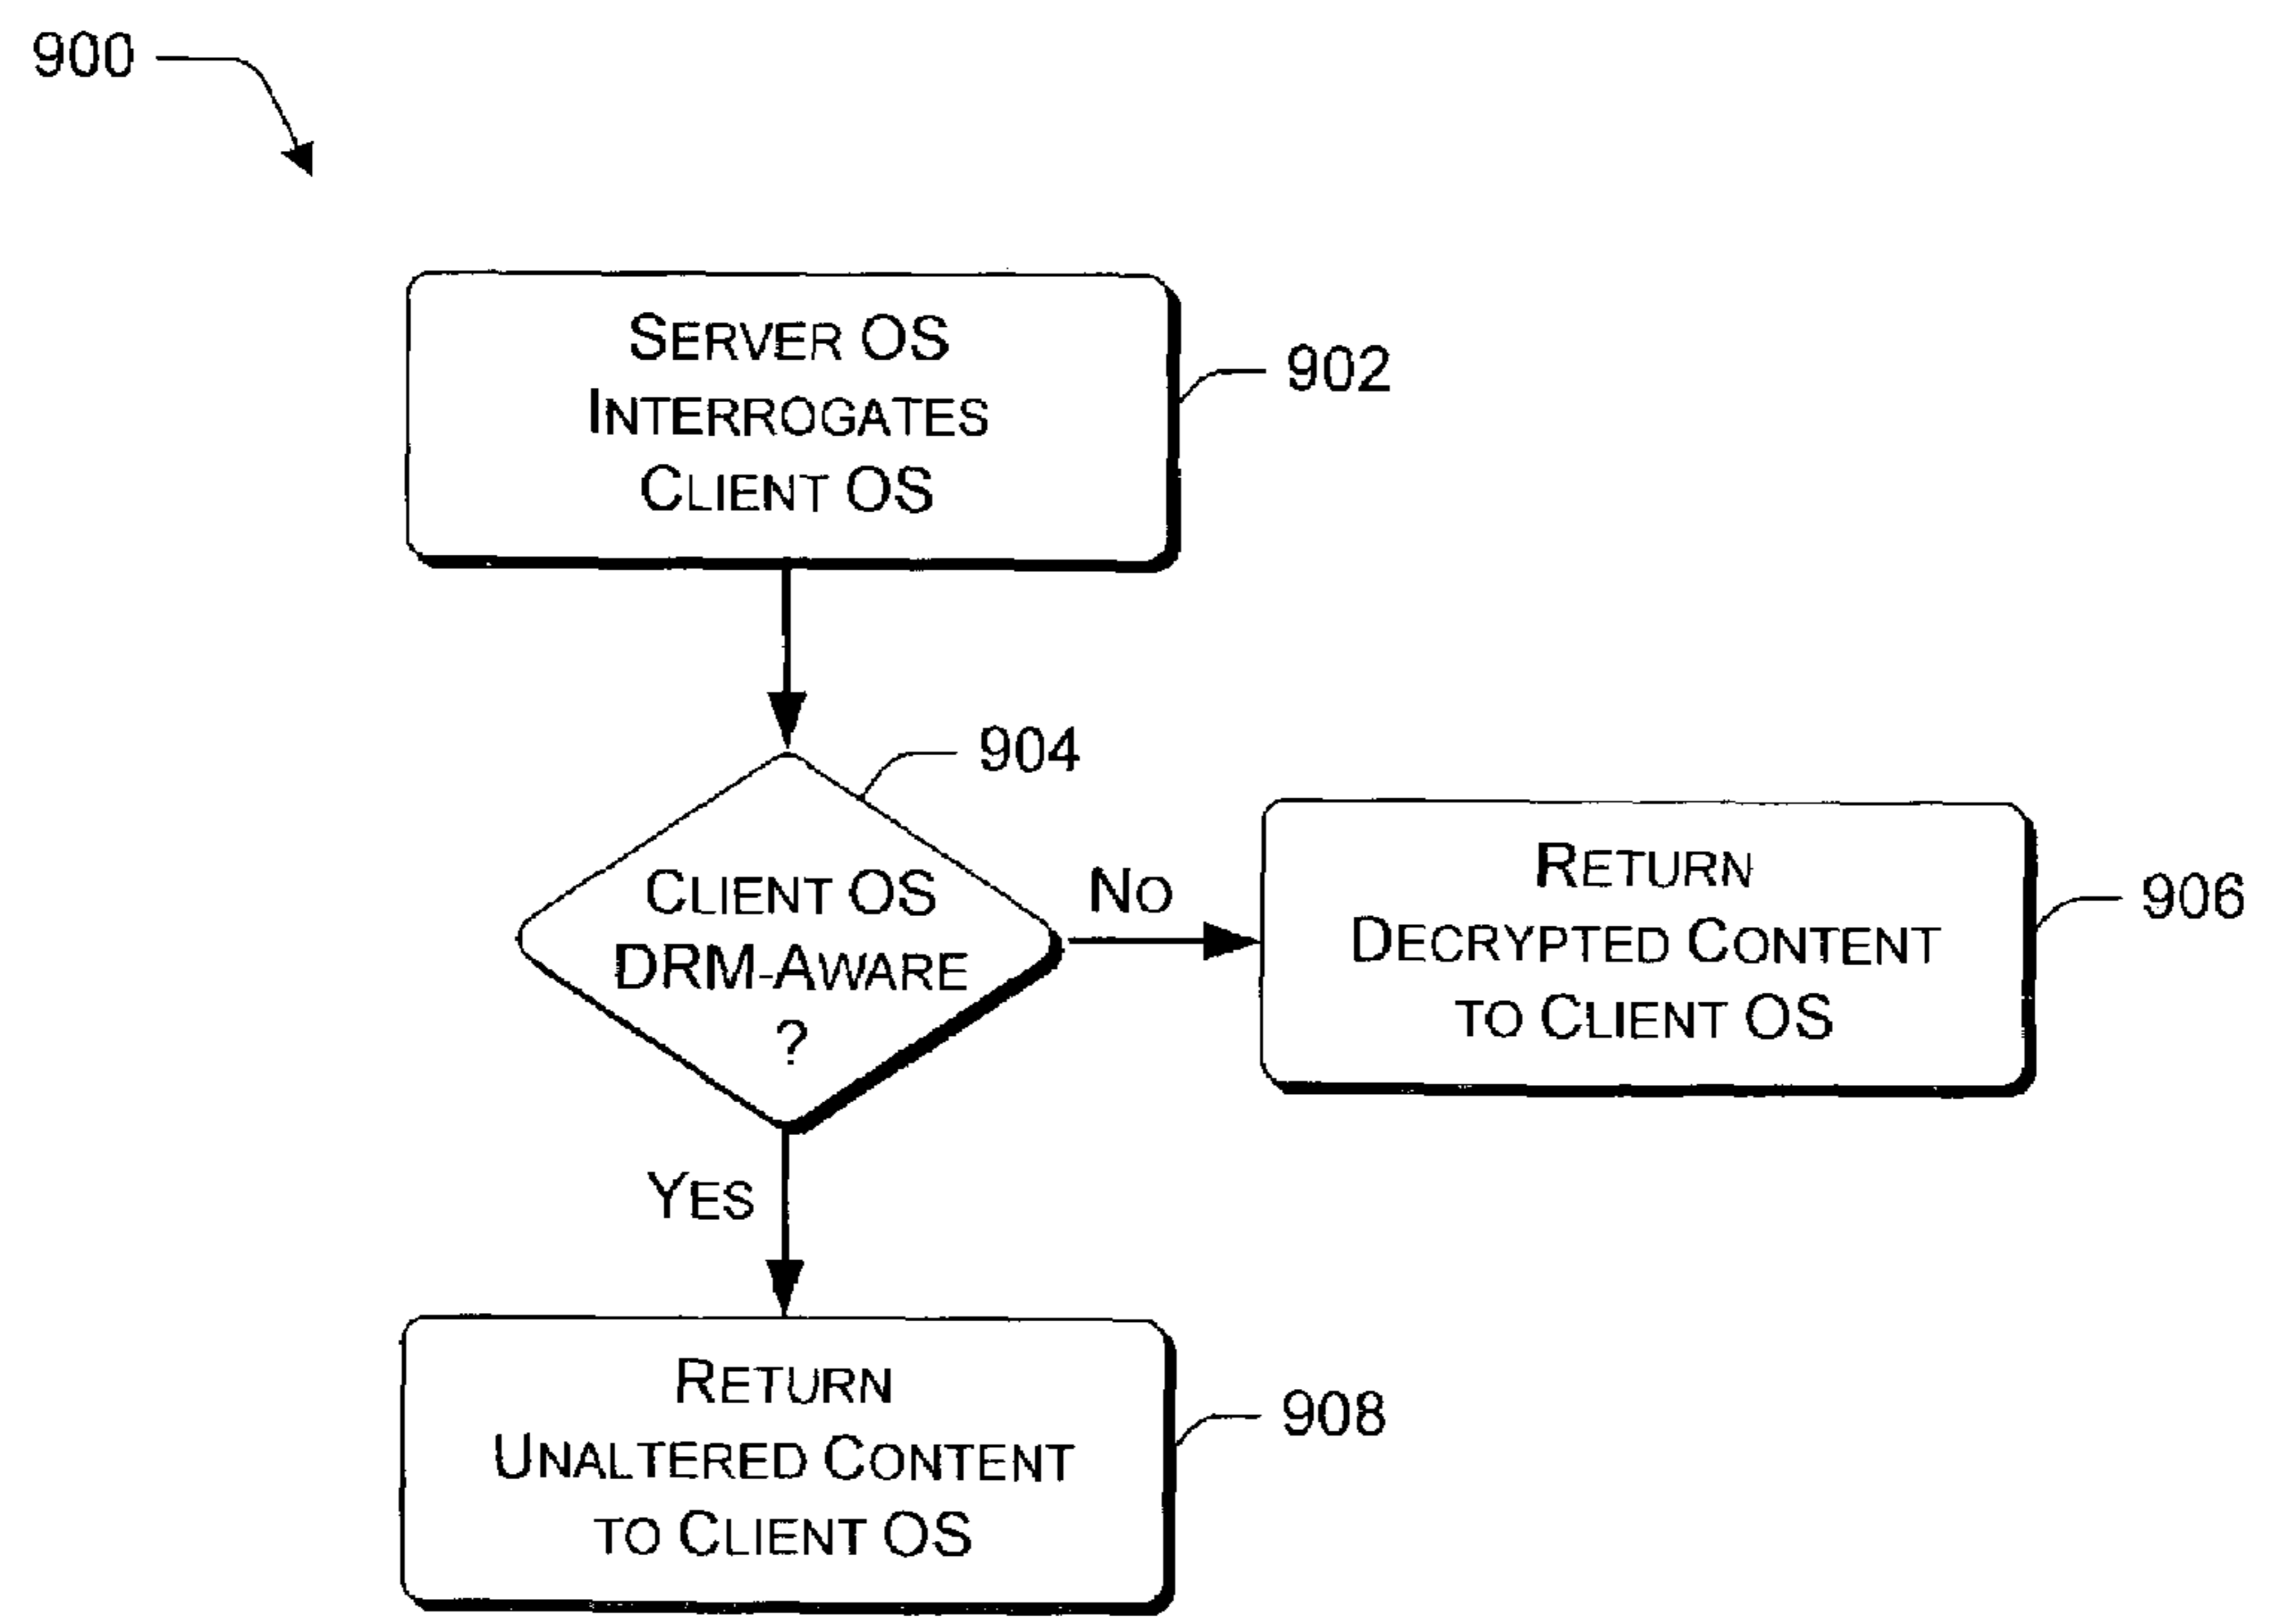 900
SERVER OS
INTERROGATES
CLIENT OS
902
904
CLIENT OS
DRM-AWARE
?
NO
RETURN
DECRYPTED CONTENT
TO CLIENT OS
906
YES
RETURN
UNALTERED CONTENT
TO CLIENT OS
908